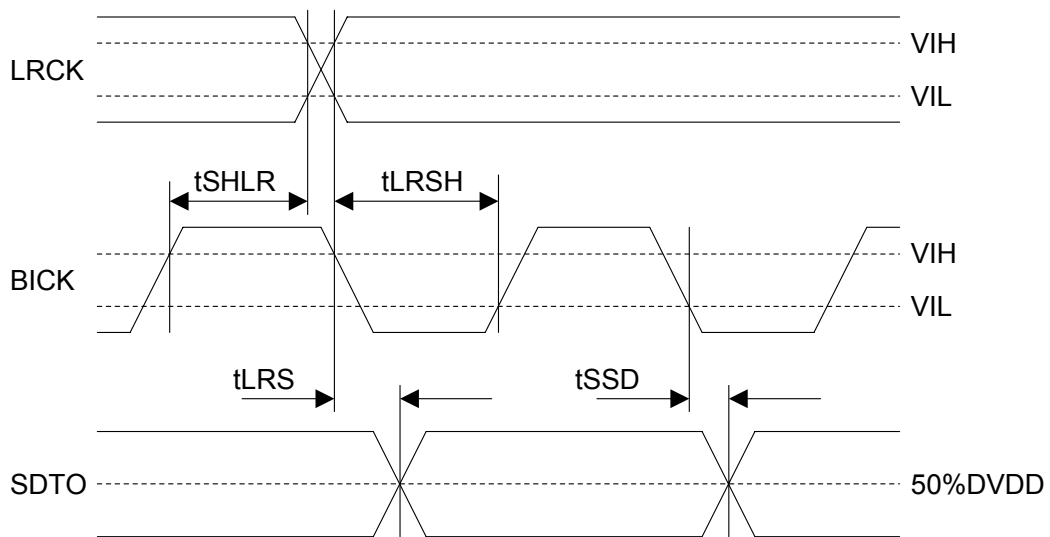 VIH
LRCK
VIL
tSHLR
tLRSH
VIH
BICK
VIL
tLRS
tSSD
SDTO
50%DVDD